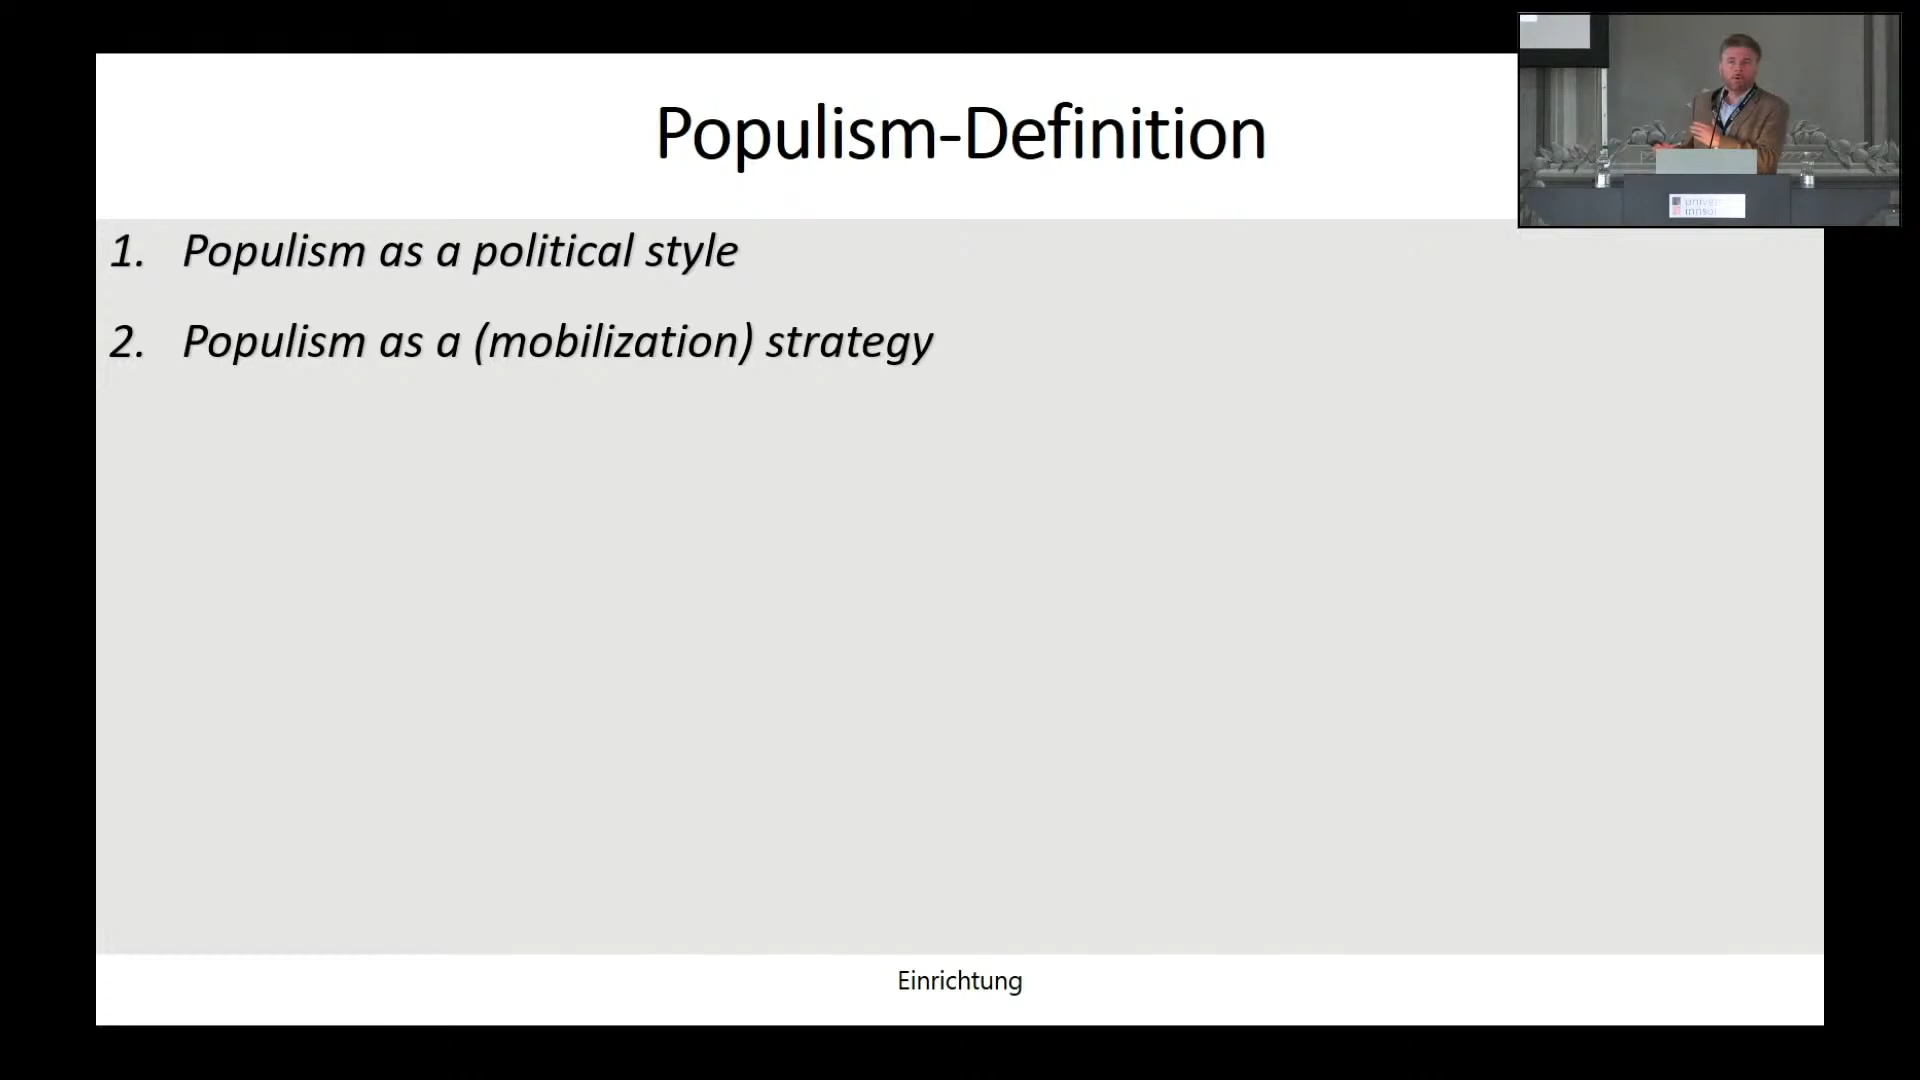 Populism-Definition
1. Populism as a political style
2. Populism as a (mobilization) strategy
Einrichtung